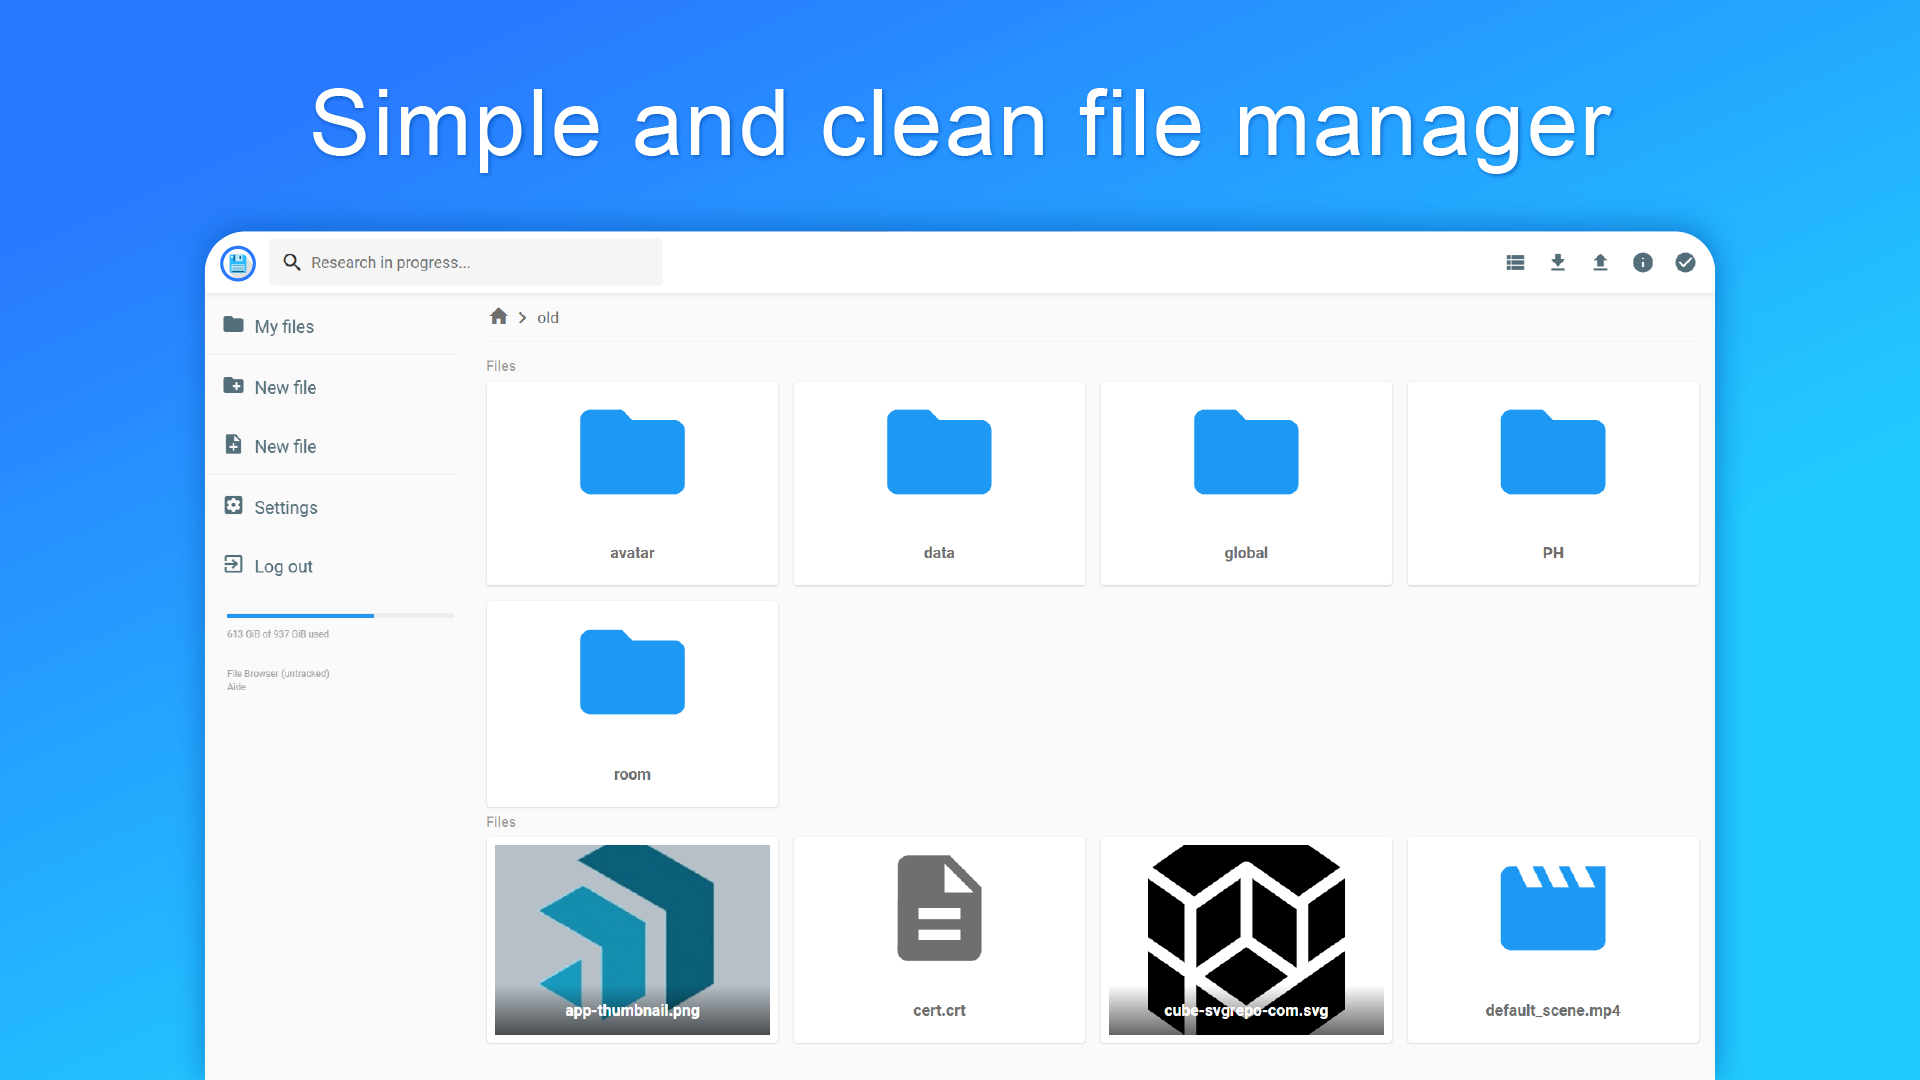 Simple and clean file manager
Research in progress...
My files
New file
New file
Settings
Log out
613 GiB of 937 GiB used
File Browser (untracked)
Aide
old
Files
avatar
data
global
PH
room
Files
app-thumbnail.png
cert.crt
cube-svgrepo-com.svg
default_scene.mp4